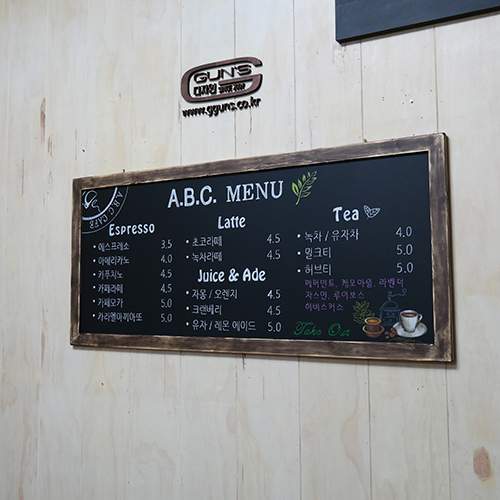 GUN'S
디자인 SINCE
www.gguns.co.kr
A.B.C CAFE
A.B.C. MENU
Espresso
• 에스프레소 3.5
• 아메리카노 4.0
• 카푸치노 4.5
• 카페라떼 4.5
• 카페모카 5.0
• 카라멜마끼아또 5.0
Latte
• 초코라떼 4.5
• 녹차라떼 4.5
Juice & Ade
• 자몽 / 오렌지 4.5
• 크랜베리 4.5
• 유자 / 레몬 에이드 5.0
Tea
• 녹차 / 유자차 4.0
• 밀크티 5.0
• 허브티 5.0
페퍼민트, 캐모마일, 라벤더
자스민, 루이보스
히비스커스
Take Out